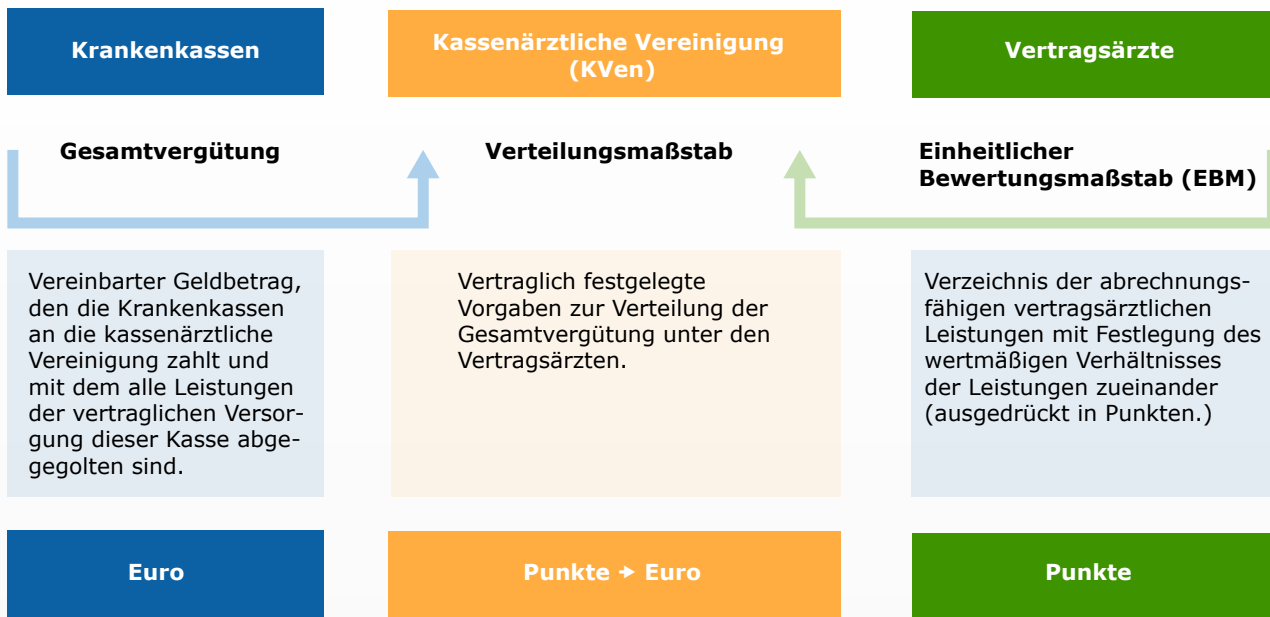 Krankenkassen
Kassenärztliche Vereinigung
(KVen)
Vertragsärzte
Gesamtvergütung
Verteilungsmaßstab
Einheitlicher
Bewertungsmaßstab (EBM)
Vereinbarter Geldbetrag,
den die Krankenkassen
an die kassenärztliche
Vereinigung zahlt und
mit dem alle Leistungen
der vertraglichen Versor-
gung dieser Kasse abge-
gegolten sind.
Vertraglich festgelegte
Vorgaben zur Verteilung der
Gesamtvergütung unter den
Vertragsärzten.
Verzeichnis der abrechnungs-
fähigen vertragsärztlichen
Leistungen mit Festlegung des
wertmäßigen Verhältnisses
der Leistungen zueinander
(ausgedrückt in Punkten.)
Euro
Punkte → Euro
Punkte